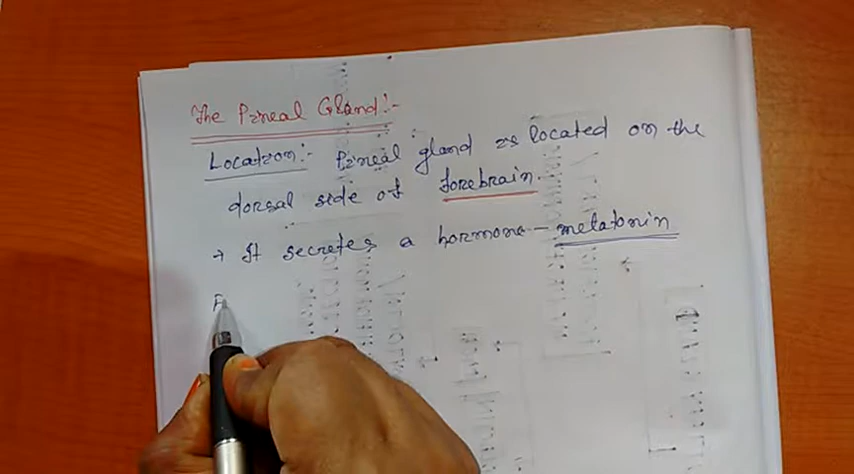 The Pineal Gland:-
Location:- Pineal gland is located on the
dorsal side of forebrain.
→ It secretes a hormone — melatonin